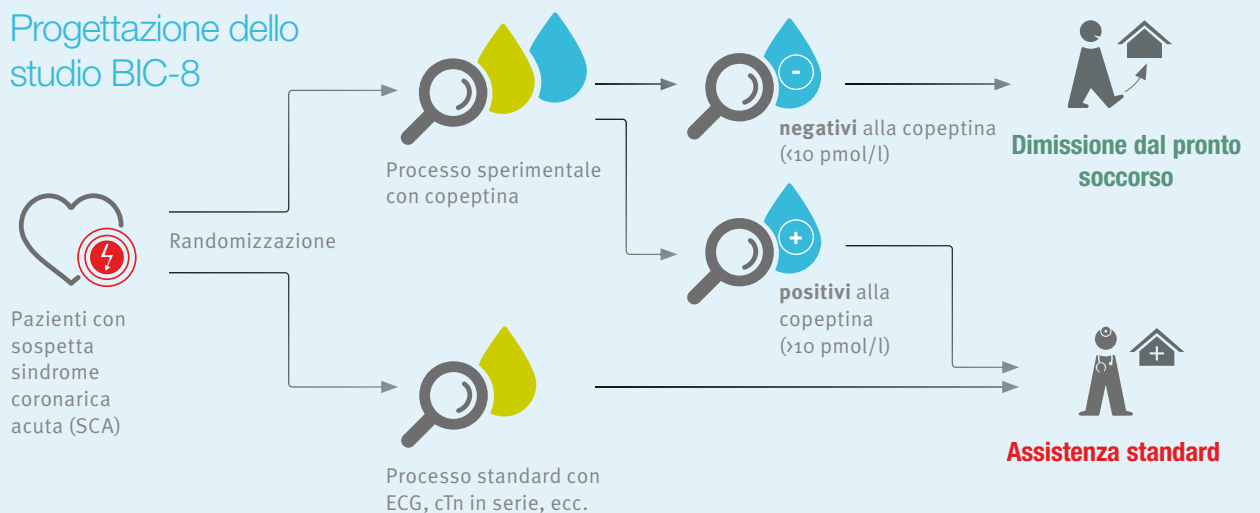 Progettazione dello
studio BIC-8
Pazienti con
sospetta
sindrome
coronarica
acuta (SCA)
Randomizzazione
Processo sperimentale
con copeptina
-
negativi alla copeptina
(<10 pmol/l)
Dimissione dal pronto
soccorso
+
positivi alla
copeptina
(>10 pmol/l)
Processo standard con
ECG, cTn in serie, ecc.
+
Assistenza standard